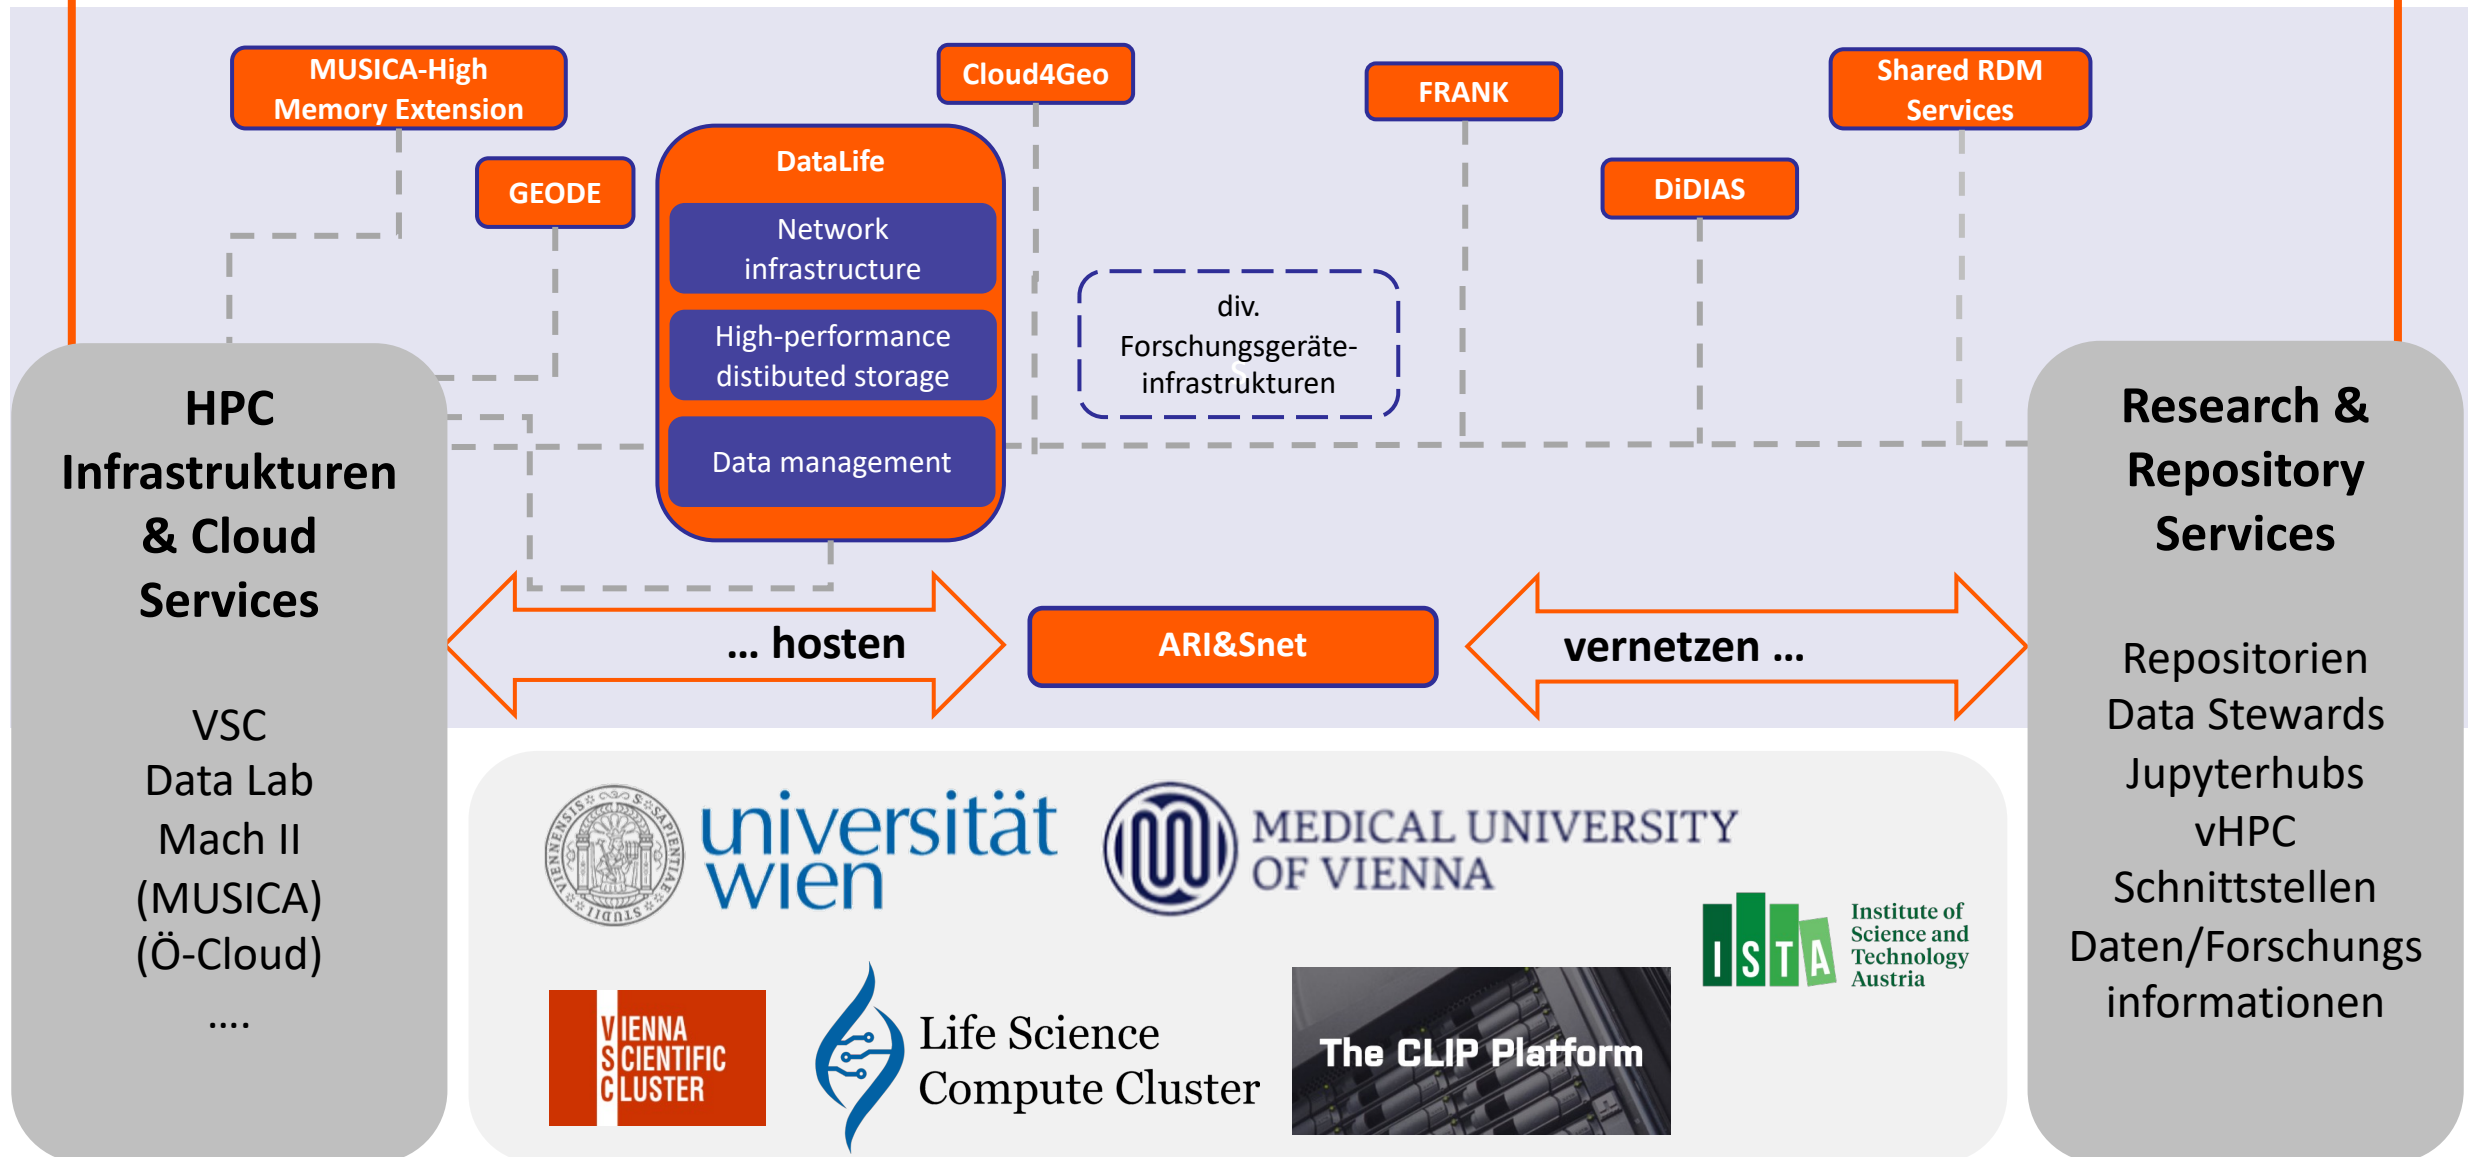 MUSICA-High
Memory Extension
GEODE
DataLife
Network
infrastructure
High-performance
distibuted storage
Data management
Cloud4Geo
div.
Forschungsgeräte-
infrastrukturen
S
FRANK
DiDIAS
Shared RDM
Services
HPC
Infrastrukturen
& Cloud
Services
VSC
Data Lab
Mach II
(MUSICA)
(Ö-Cloud)
....
... hosten
ARI&Snet
vernetzen ...
Research &
Repository
Services
Repositorien
Data Stewards
Jupyterhubs
vHPC
Schnittstellen
Daten/Forschungs
informationen
universität
wien
MEDICAL UNIVERSITY
OF VIENNA
ISTA
Institute of
Science and
Technology
Austria
VIENNA
SCIENTIFIC
CLUSTER
Life Science
Compute Cluster
The CLIP Platform